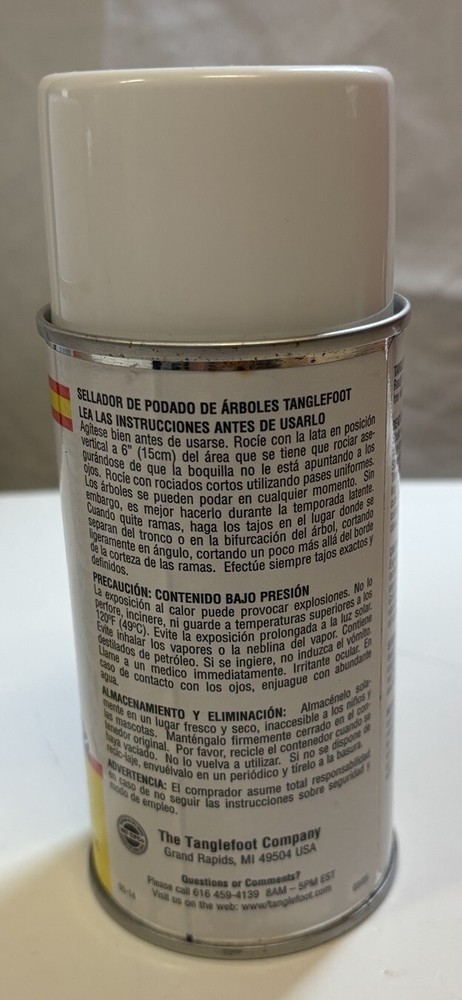 SELLADOR DE PODADO DE ÁRBOLES TANGLEFOOT
LEA LAS INSTRUCCIONES ANTES DE USARLO
Agítese bien antes de usarse. Rocíe con la lata en posición
vertical a 6" (15cm) del área que se tiene que rociar ase-
gurándose de que la boquilla no le está apuntando a los
ojos. Rocíe con rociados cortos utilizando pases uniformes.
Los árboles se pueden podar en cualquier momento. Sin
embargo, es mejor hacerlo durante la temporada latente.
Cuando quite ramas, haga los tajos en el lugar donde se
separan del tronco o en la bifurcación del árbol, cortando
ligeramente en ángulo, cortando un poco más allá del borde
de la corteza de las ramas. Efectúe siempre tajos exactos y
definidos.
PRECAUCIÓN: CONTENIDO BAJO PRESIÓN
La exposición al calor puede provocar explosiones. No lo
perfore, incinere, ni guarde a temperaturas superiores a los
120ºF (49ºC). Evite la exposición prolongada a la luz solar.
Evite inhalar los vapores o la neblina del vapor. Contiene
destilados de petróleo. Si se ingiere, no induzca el vómito.
Llame a un medico immediatamente. Irritante ocular. En
caso de contacto con los ojos, enjuague con abundante
agua.
ALMACENAMIENTO Y ELIMINACIÓN: Almacénelo sola-
mente en un lugar fresco y seco, inaccesible a los niños y
las mascotas. Manténgalo firmemente cerrado en el con-
tenedor original. Por favor, recicle el contenedor cuando se
haya vaciado. No lo vuelva a utilizar. Si no se dispone de
recic-laje, envuélvalo en un periódico y tírelo a la basura.
ADVERTENCIA: El comprador asume total responsabilidad
en caso de no seguir las instrucciones sobre seguridad y
modo de empleo.
The Tanglefoot Company
Grand Rapids, MI 49504 USA
Questions or Comments?
Please call 616 459-4139 8AM – 5PM EST
Visit us on the web: www.tanglefoot.com